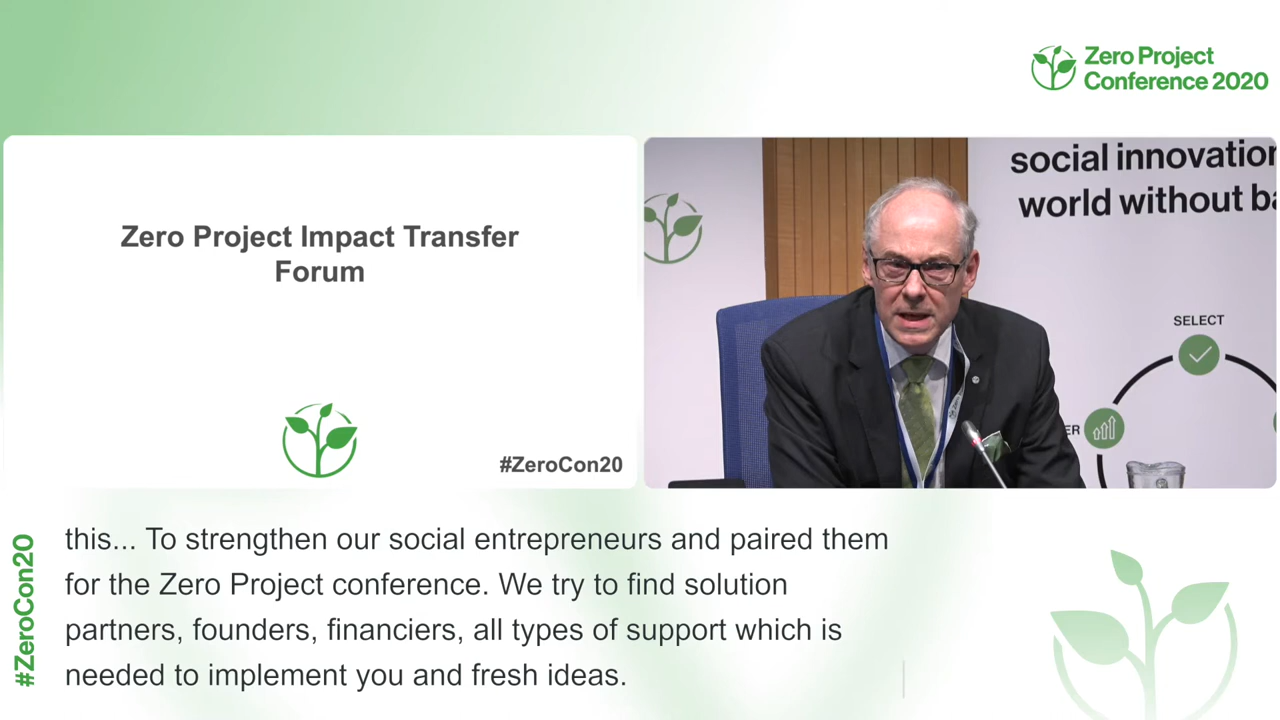 Zero Project
Conference 2020
Zero Project Impact Transfer
Forum
#ZeroCon20
social innovation
world without ba
SELECT
ER
#ZeroCon20
this... To strengthen our social entrepreneurs and paired them
for the Zero Project conference. We try to find solution
partners, founders, financiers, all types of support which is
needed to implement you and fresh ideas.